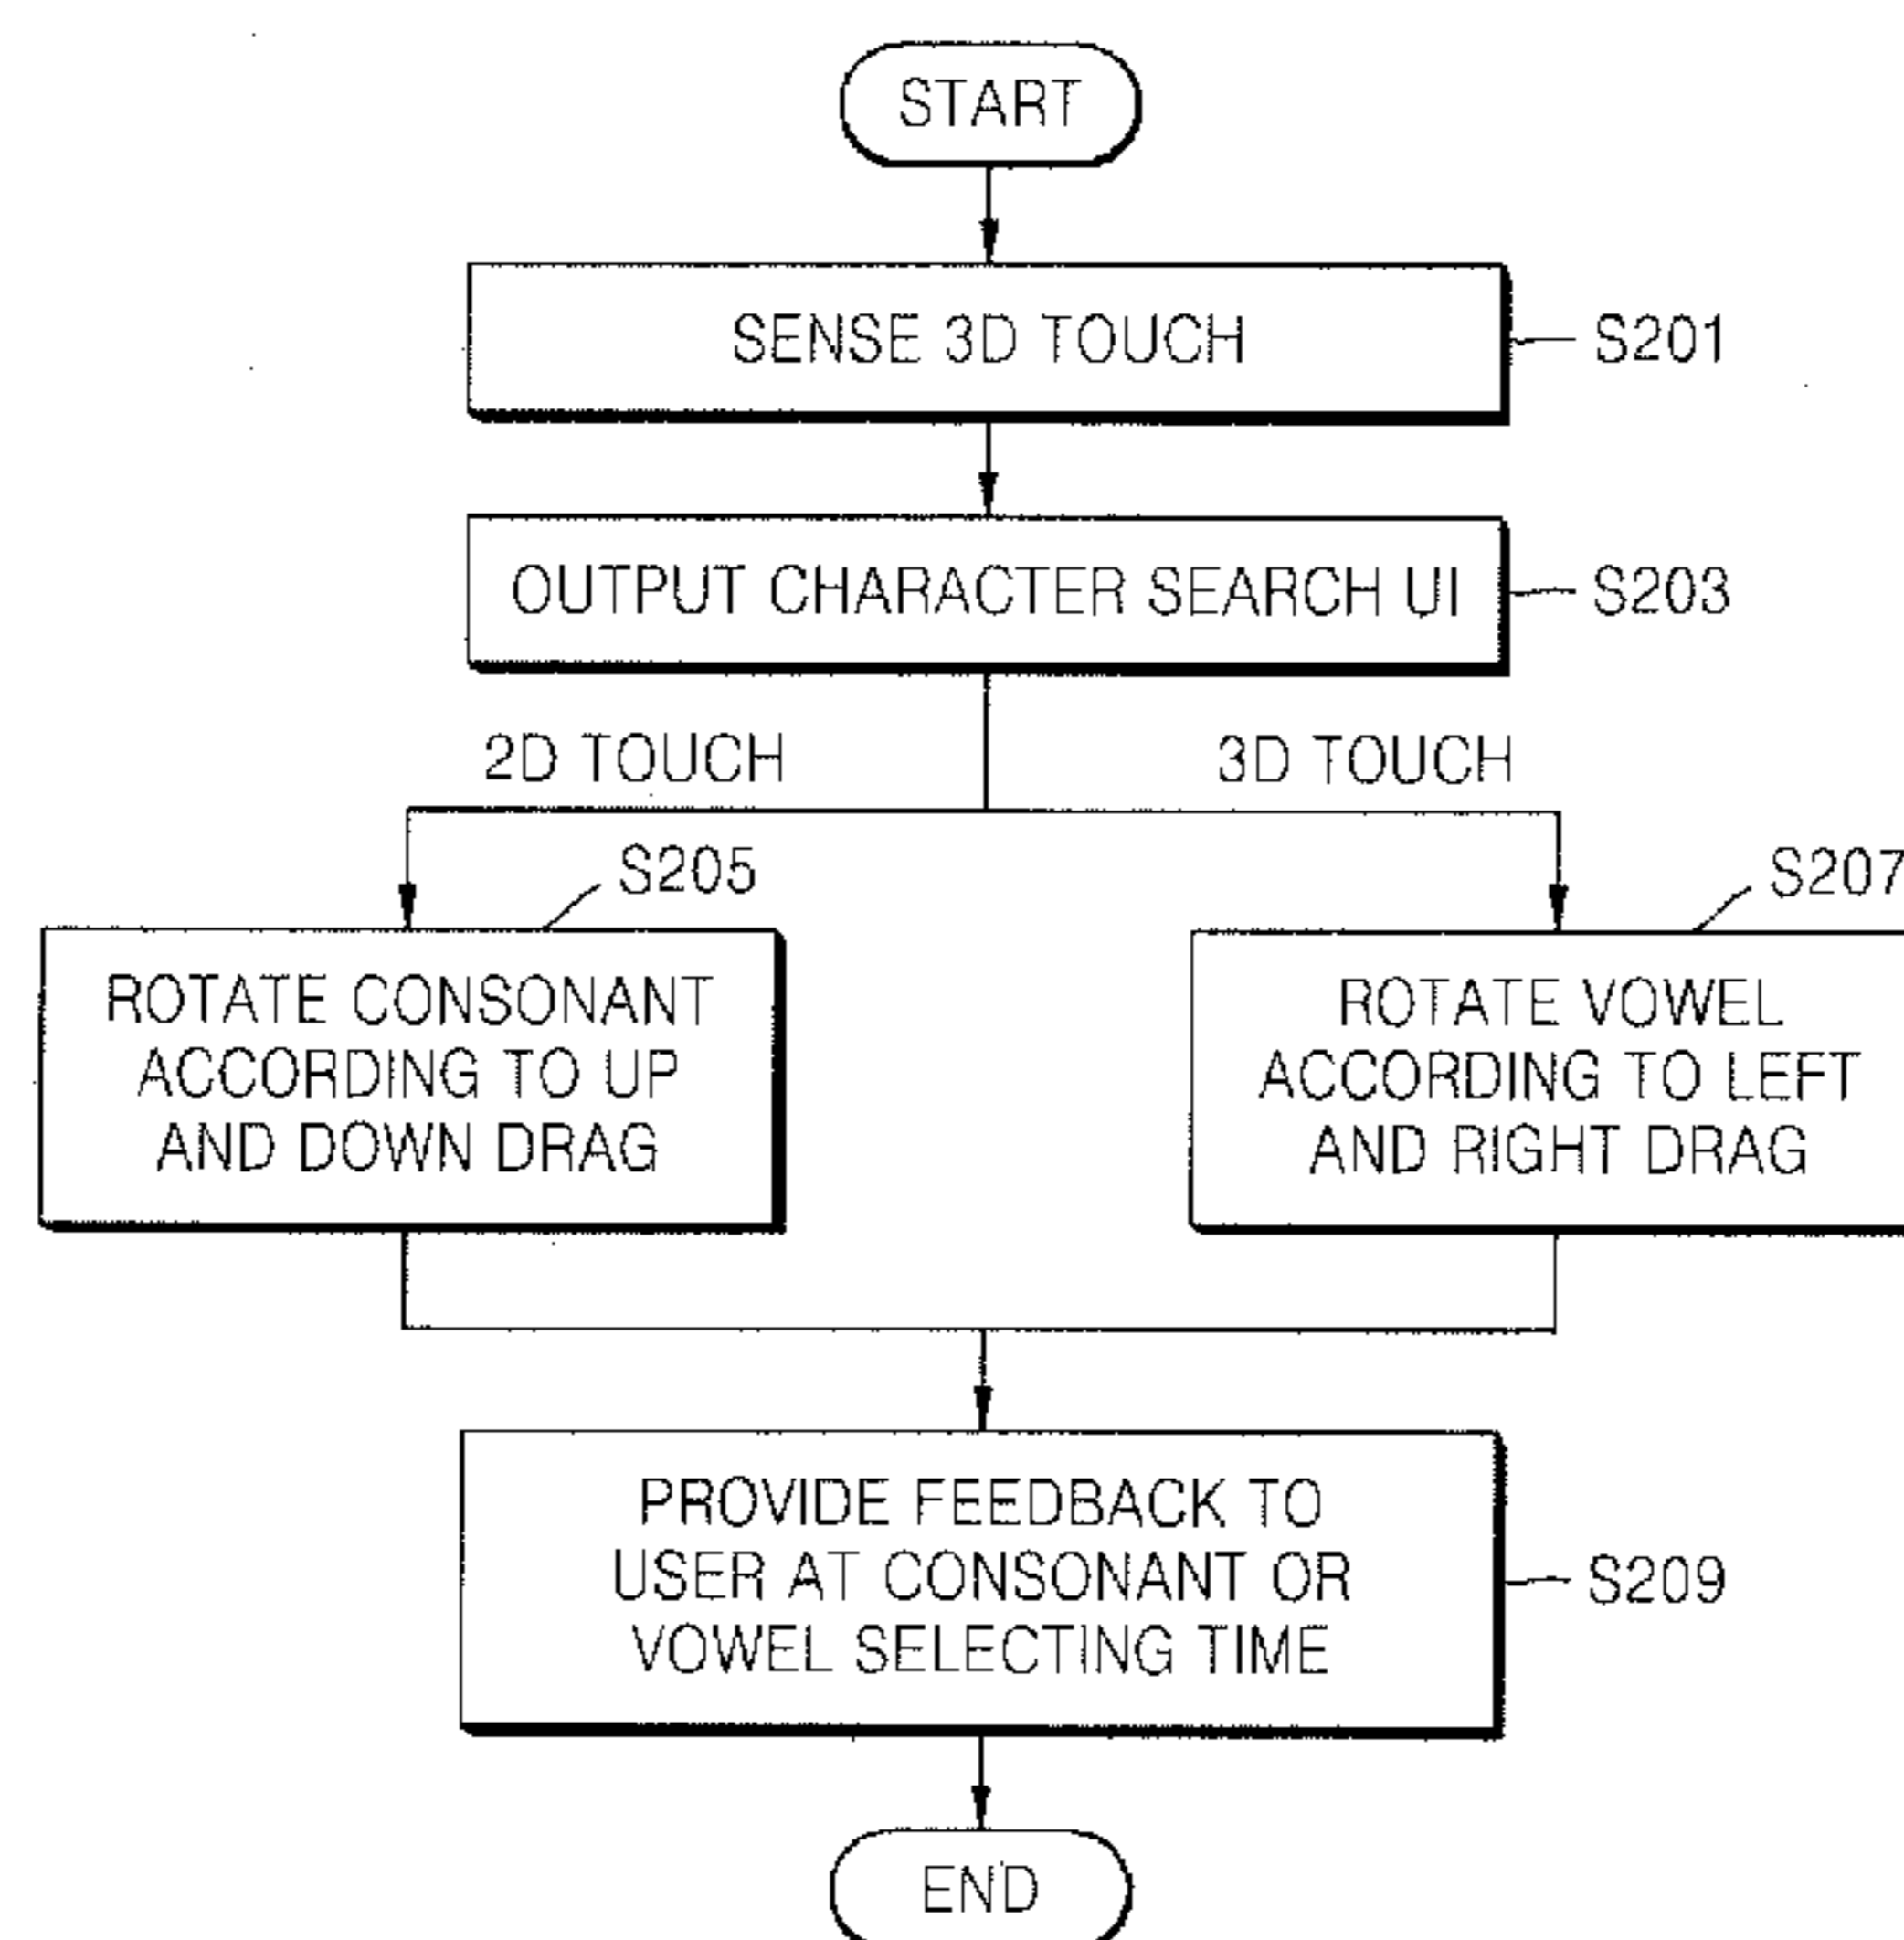 START
SENSE 3D TOUCH
S201
OUTPUT CHARACTER SEARCH UI
S203
2D TOUCH
3D TOUCH
S205
S207
ROTATE CONSONANT
ACCORDING TO UP
AND DOWN DRAG
ROTATE VOWEL
ACCORDING TO LEFT
AND RIGHT DRAG
PROVIDE FEEDBACK TO
USER AT CONSONANT OR
VOWEL SELECTING TIME
S209
END